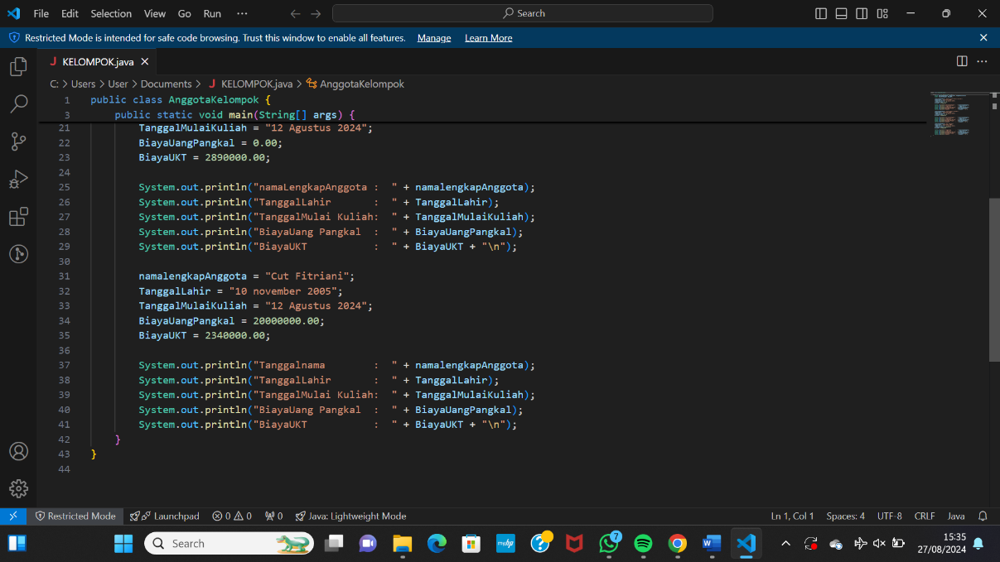 File Edit Selection View Go Run ··· Search
Restricted Mode is intended for safe code browsing. Trust this window to enable all features. Manage Learn More
J KELOMPOK.java
C: > Users > User > Documents > J KELOMPOK.java > AnggotaKelompok
1 public class AnggotaKelompok {
3 public static void main(String[] args) {
21 TanggalMulaiKuliah = "12 Agustus 2024";
22 BiayaUangPangkal = 0.00;
23 BiayaUKT = 2890000.00;
24
25 System.out.println("namaLengkapAnggota :  " + namalengkapAnggota);
26 System.out.println("TanggalLahir       :  " + TanggalLahir);
27 System.out.println("TanggalMulai Kuliah:  " + TanggalMulaiKuliah);
28 System.out.println("BiayaUang Pangkal  :  " + BiayaUangPangkal);
29 System.out.println("BiayaUKT           :  " + BiayaUKT + "\n");
30
31 namalengkapAnggota = "Cut Fitriani";
32 TanggalLahir = "10 november 2005";
33 TanggalMulaiKuliah = "12 Agustus 2024";
34 BiayaUangPangkal = 20000000.00;
35 BiayaUKT = 2340000.00;
36
37 System.out.println("Tanggalnama        :  " + namalengkapAnggota);
38 System.out.println("TanggalLahir       :  " + TanggalLahir);
39 System.out.println("TanggalMulai Kuliah:  " + TanggalMulaiKuliah);
40 System.out.println("BiayaUang Pangkal  :  " + BiayaUangPangkal);
41 System.out.println("BiayaUKT           :  " + BiayaUKT + "\n");
42 }
43 }
44
Restricted Mode Launchpad 0 0 0 Java: Lightweight Mode Ln 1, Col 1 Spaces: 4 UTF-8 CRLF Java
Search myhp 7 W 15:35
27/08/2024